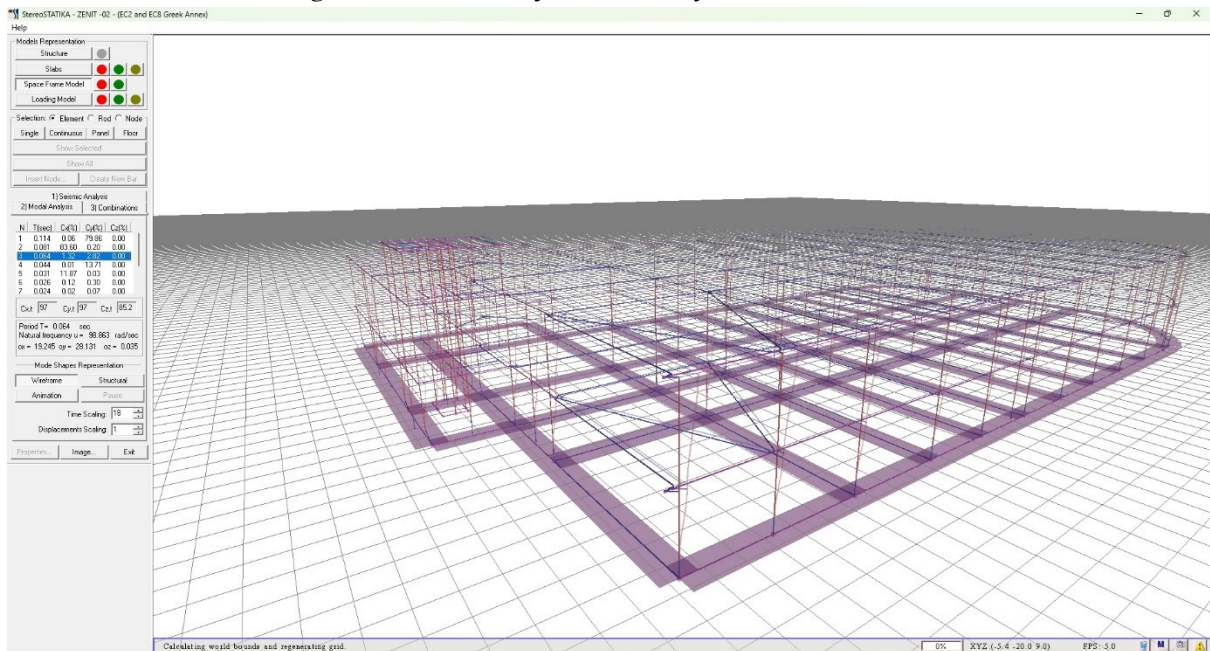 StereoSTATIKA - ZENIT -02 - (EC2 and EC8 Greek Annex)
Help
Models Representation
Structure
Slabs
Space Frame Model
Loading Model
Selection: Element Rod Node
Single Continuous Panel Floor
Show Selected
Show All
Insert Node... Create New Bar
1) Seismic Analysis
2) Modal Analysis 3) Combinations
N T(sec) Cx(%) Cy(%) Cz(%)
1 0.114 0.06 79.86 0.00
2 0.081 83.60 0.20 0.00
3 0.064 1.32 2.82 0.00
4 0.044 0.01 13.71 0.00
5 0.031 11.87 0.03 0.00
6 0.026 0.12 0.30 0.00
7 0.024 0.02 0.07 0.00
Cx,t 97 Cy,t 97 Cz,t 85.2
Period T= 0.064 sec
Natural frequency u = 98.863 rad/sec
σx = 19.245 σy = 28.131 σz = 0.035
Mode Shapes Representation
Wireframe Structural
Animation Pause
Time Scaling: 18
Displacements Scaling: 1
Properties... Image... Exit
Calculating world bounds and regenerating grid. 0% XYZ:(-5.4 -20.0 9.0) FPS: 5.0